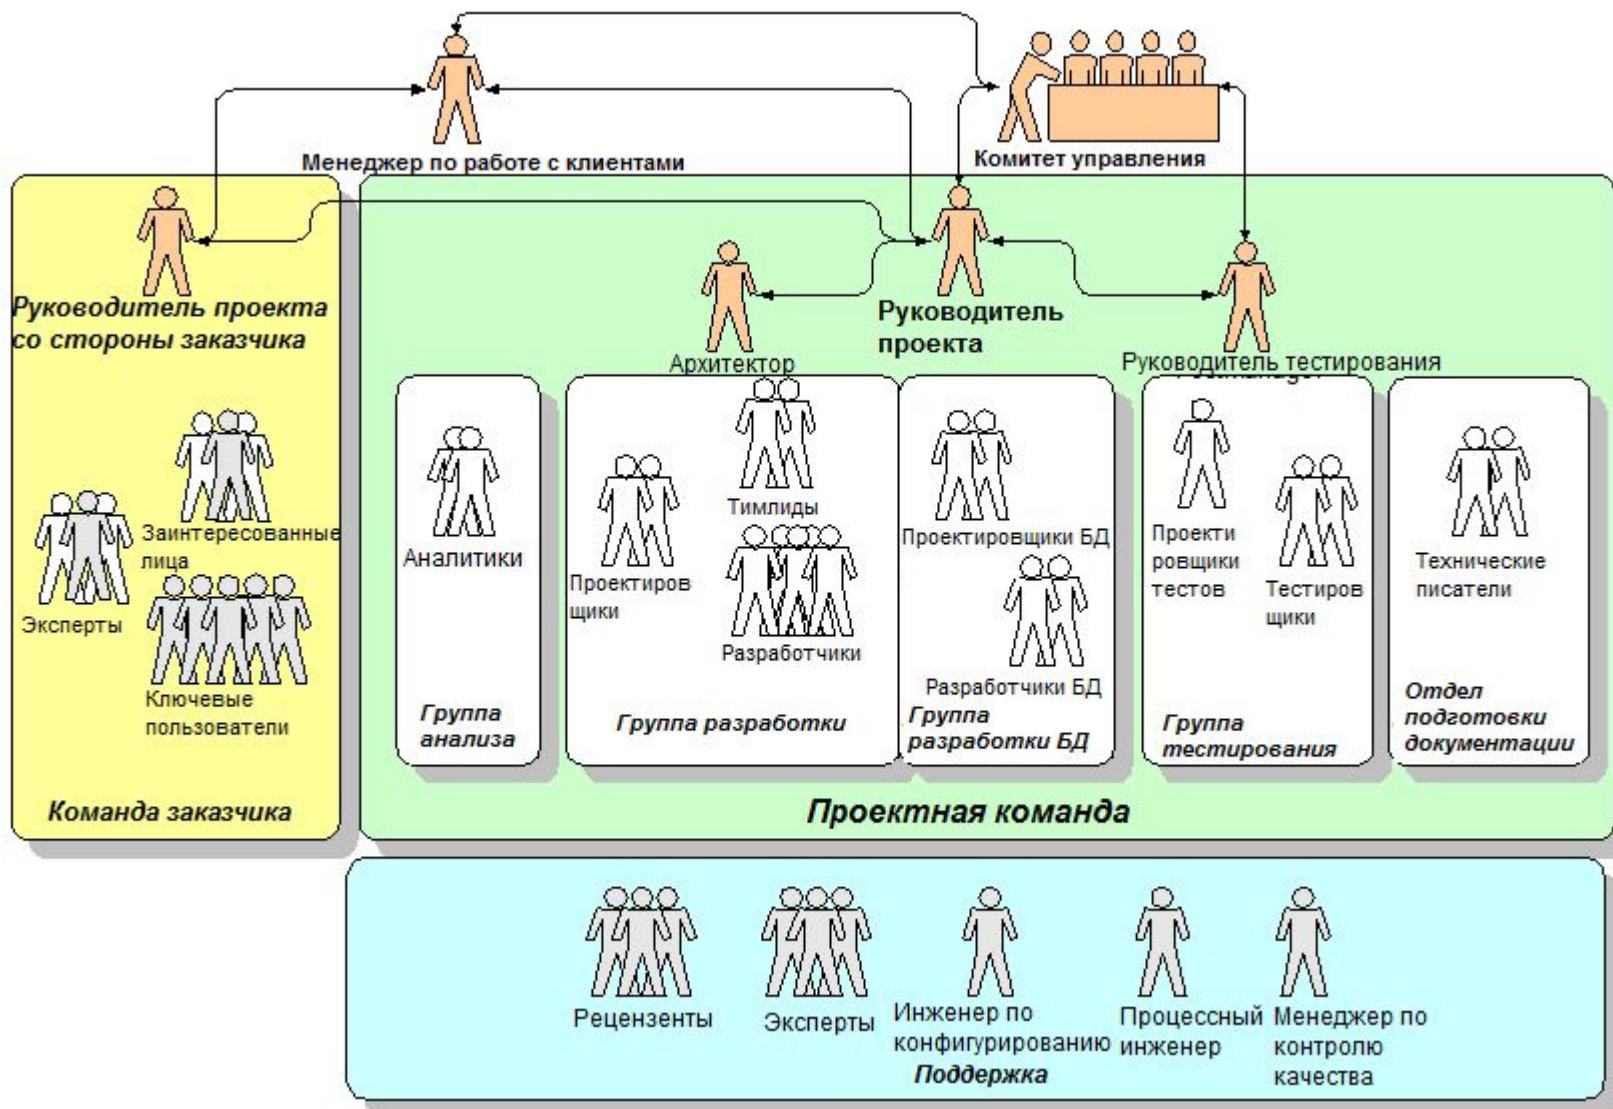 Менеджер по работе с клиентами
Комитет управления
Руководитель проекта
со стороны заказчика
Руководитель
проекта
Архитектор
Руководитель тестирования
Заинтересованные
лица
Эксперты
Ключевые
пользователи
Команда заказчика
Аналитики
Группа
анализа
Тимлиды
Проектиров
щики
Разработчики
Группа разработки
Проектировщики БД
Разработчики БД
Группа
разработки БД
Проекти
ровщики
тестов
Тестиров
щики
Группа
тестирования
Технические
писатели
Отдел
подготовки
документации
Проектная команда
Рецензенты
Эксперты
Инженер по
конфигурированию
Процессный
инженер
Менеджер по
контролю
качества
Поддержка